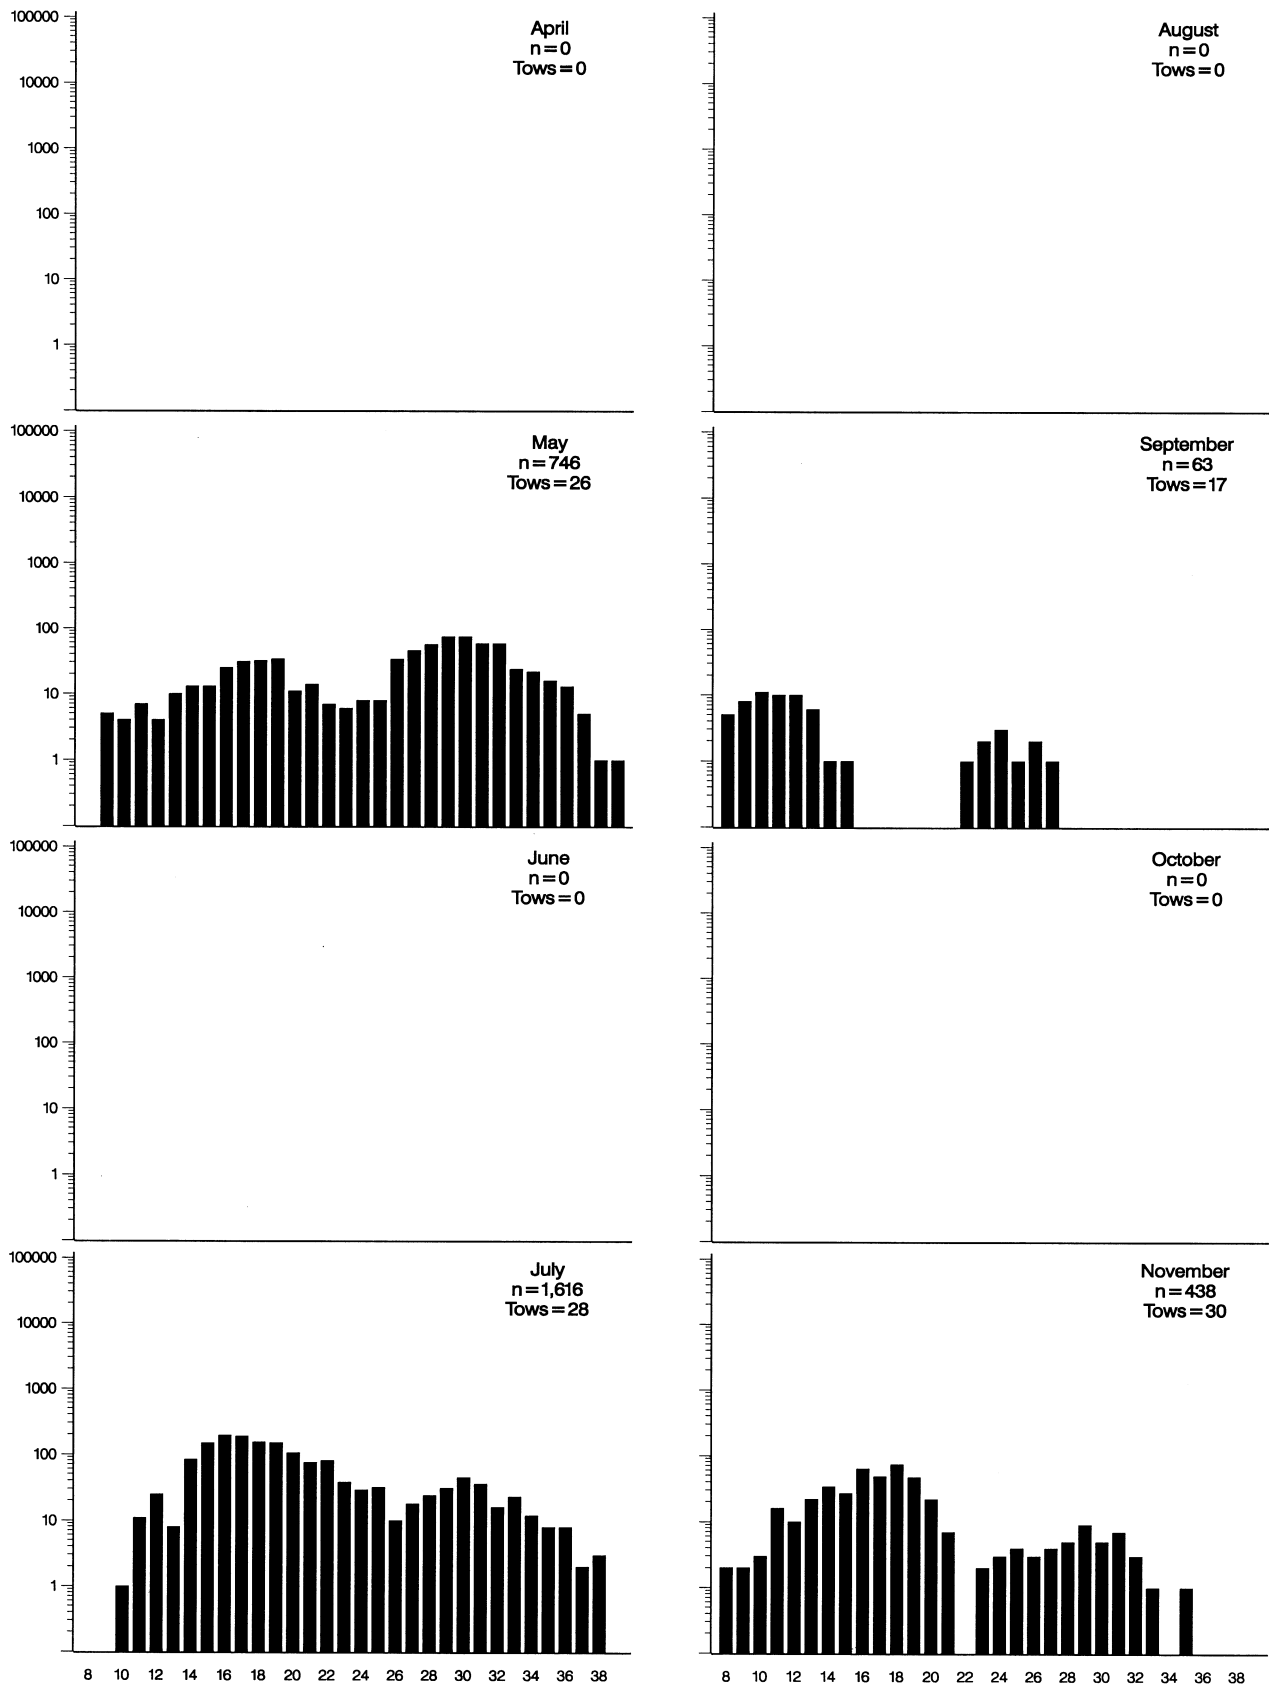 100000
10000
1000
100
10
1
April
n=0
Tows=0
August
n=0
Tows=0
100000
10000
1000
100
10
1
May
n=746
Tows=26
September
n=63
Tows=17
100000
10000
1000
100
10
1
June
n=0
Tows=0
October
n=0
Tows=0
100000
10000
1000
100
10
1
July
n=1,616
Tows=28
8 10 12 14 16 18 20 22 24 26 28 30 32 34 36 38
November
n=438
Tows=30
8 10 12 14 16 18 20 22 24 26 28 30 32 34 36 38